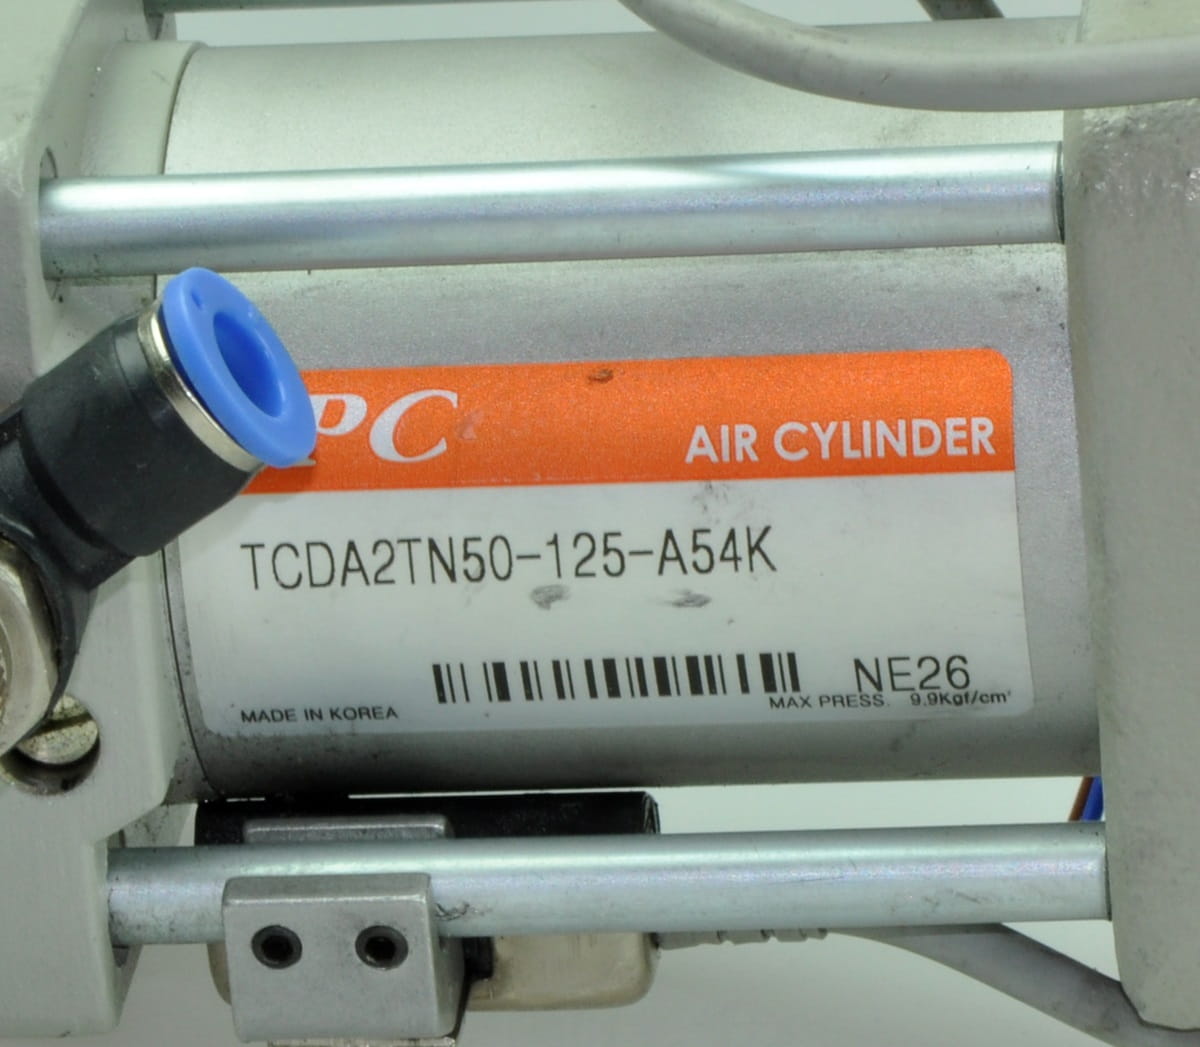 PC
AIR CYLINDER
TCDA2TN50-125-A54K
NE26
MADE IN KOREA
MAX PRESS. 9.9Kgf/cm²